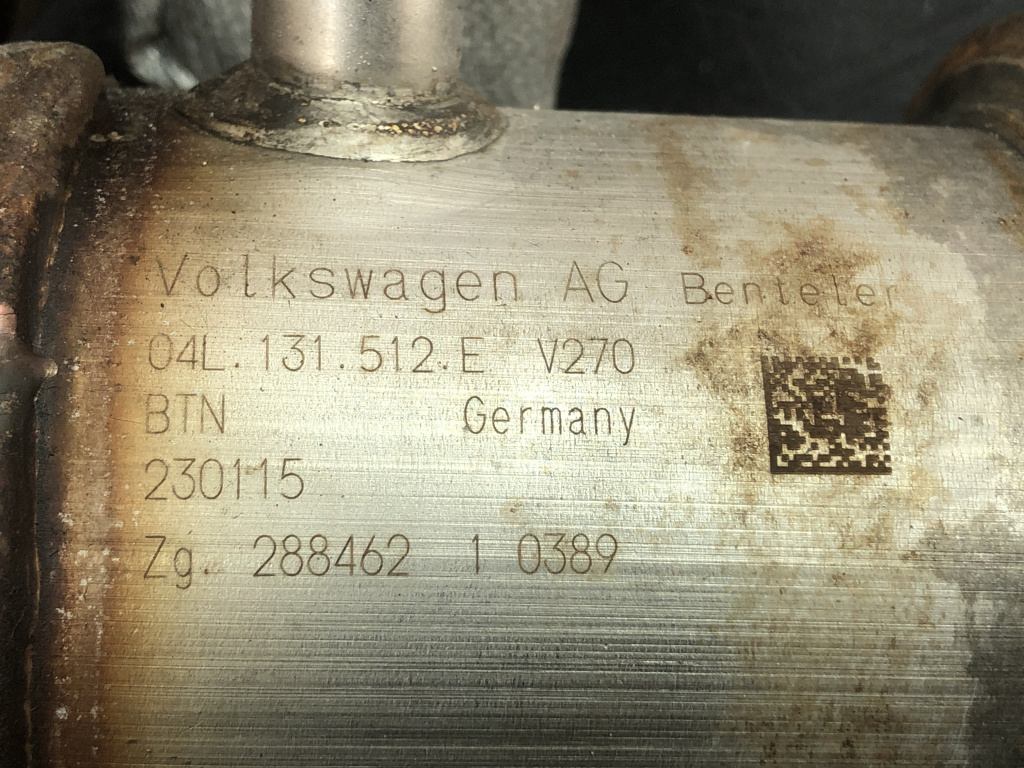 Volkswagen AG Benteler
04L.131.512.E V270
BTN Germany
230115
Zg. 288462 1 0389